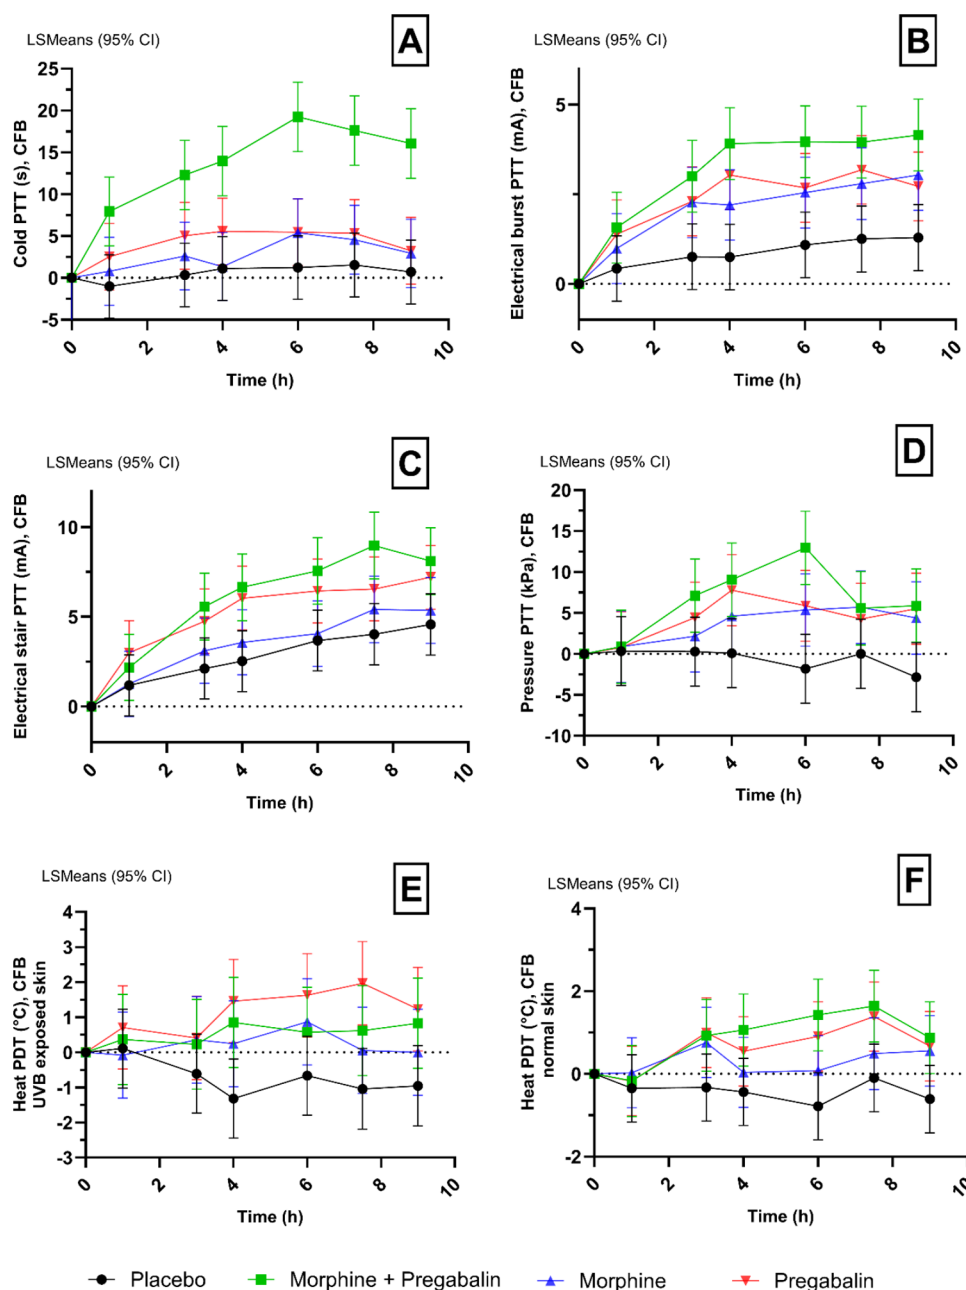 LSMeans (95% CI)
A
Cold PTT (s), CFB
25
20
15
10
5
0
-5
0 2 4 6 8 10
Time (h)
LSMeans (95% CI)
B
Electrical burst PTT (mA), CFB
5
0
0 2 4 6 8 10
Time (h)
LSMeans (95% CI)
C
Electrical stair PTT (mA), CFB
10
5
0
0 2 4 6 8 10
Time (h)
LSMeans (95% CI)
D
Pressure PTT (kPa), CFB
20
15
10
5
0
-5
-10
0 2 4 6 8 10
Time (h)
LSMeans (95% CI)
E
Heat PDT (°C), CFB
UVB exposed skin
4
3
2
1
0
-1
-2
-3
0 2 4 6 8 10
Time (h)
LSMeans (95% CI)
F
Heat PDT (°C), CFB
normal skin
4
2
0
-2
0 2 4 6 8 10
Time (h)
Placebo Morphine + Pregabalin Morphine Pregabalin